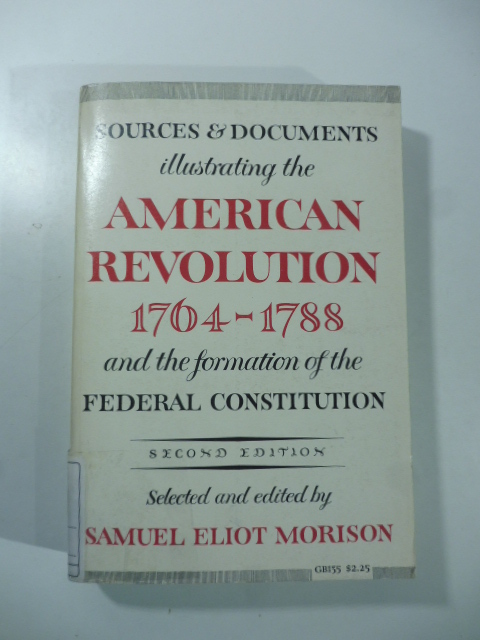 SOURCES & DOCUMENTS
illustrating the
AMERICAN
REVOLUTION
1764-1788
and the formation of the
FEDERAL CONSTITUTION
SECOND EDITION
Selected and edited by
SAMUEL ELIOT MORISON
GB135 $2.25